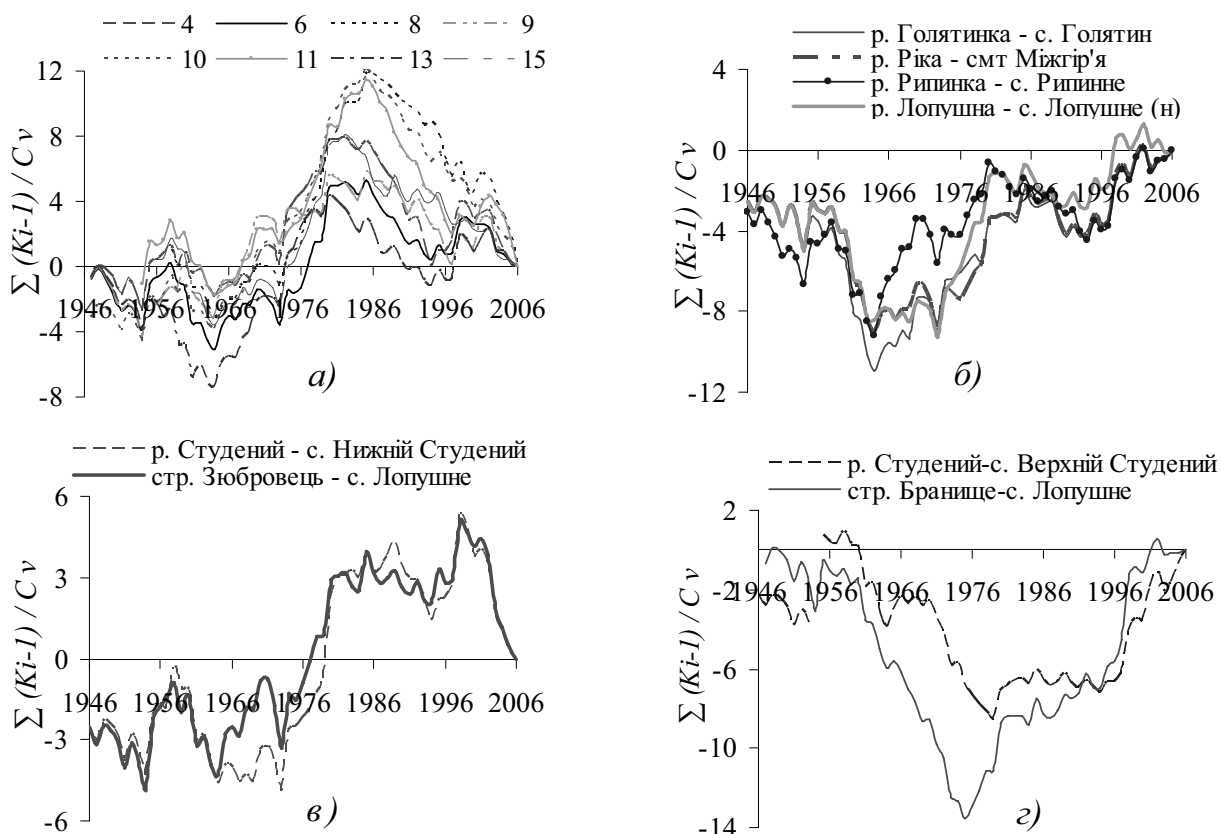 4 6 8 9
10 11 13 15
12
8
4
0
-4
-8
∑ (Ki-1) / Cv
1946 1956 1966 1976 1986 1996 2006
а)
р. Голятинка - с. Голятин
р. Ріка - смт Міжгір'я
р. Рипинка - с. Рипинне
р. Лопушна - с. Лопушне (н)
4
0
-4
-8
-12
∑ (Ki-1) / Cv
1946 1956 1966 1976 1986 1996 2006
б)
р. Студений - с. Нижній Студений
стр. Зюбровець - с. Лопушне
6
3
0
-3
-6
∑ (Ki-1) / Cv
1946 1956 1966 1976 1986 1996 2006
в)
р. Студений-с. Верхній Студений
стр. Бранище-с. Лопушне
2
-2
-6
-10
-14
∑ (Ki-1) / Cv
1946 1956 1966 1976 1986 1996 2006
г)